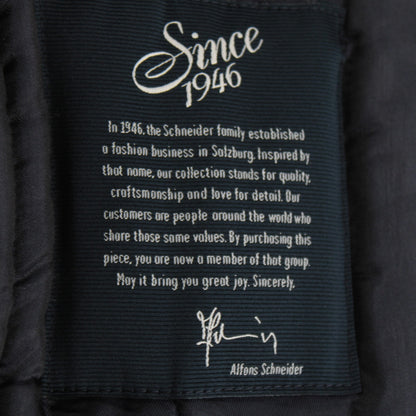 Since
1946
In 1946, the Schneider family established
a fashion business in Salzburg. Inspired by
that name, our collection stands for quality,
craftsmanship and love for detail. Our
customers are people around the world who
share those same values. By purchasing this
piece, you are now a member of that group.
May it bring you great joy. Sincerely,
Alfons Schneider